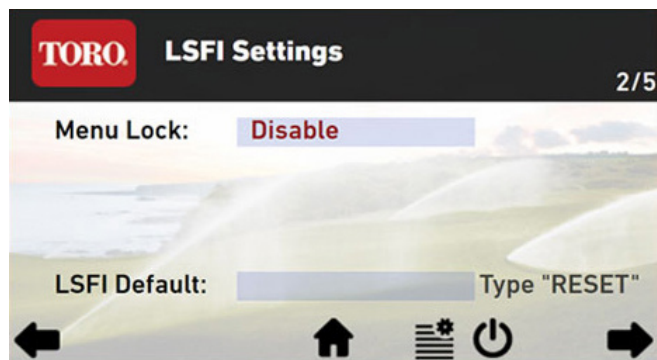 TORO.
LSFI Settings
2/5
Menu Lock: Disable
LSFI Default: Type "RESET"